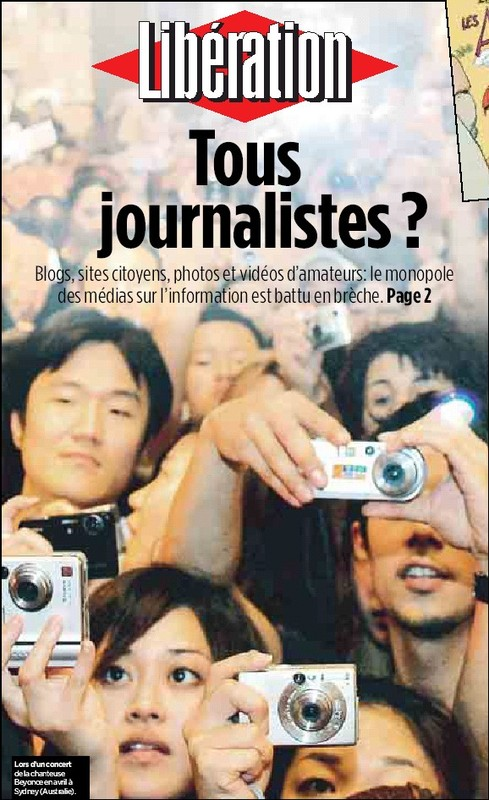 LES
Libération
Tous
journalistes ?
Blogs, sites citoyens, photos et vidéos d'amateurs: le monopole
des médias sur l'information est battu en brèche. Page 2
Lors d'un concert
de la chanteuse
Beyonce en avril à
Sydney (Australie).